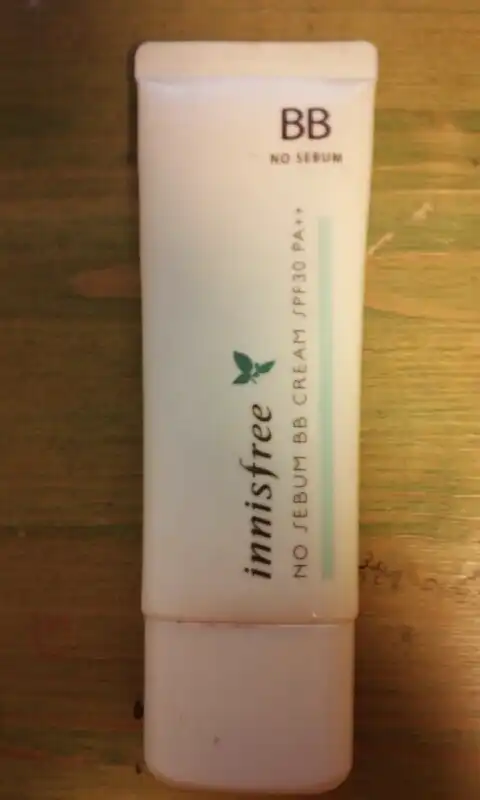 BB
NO SEBUM
innisfree
NO SEBUM BB CREAM SPF30 PA++